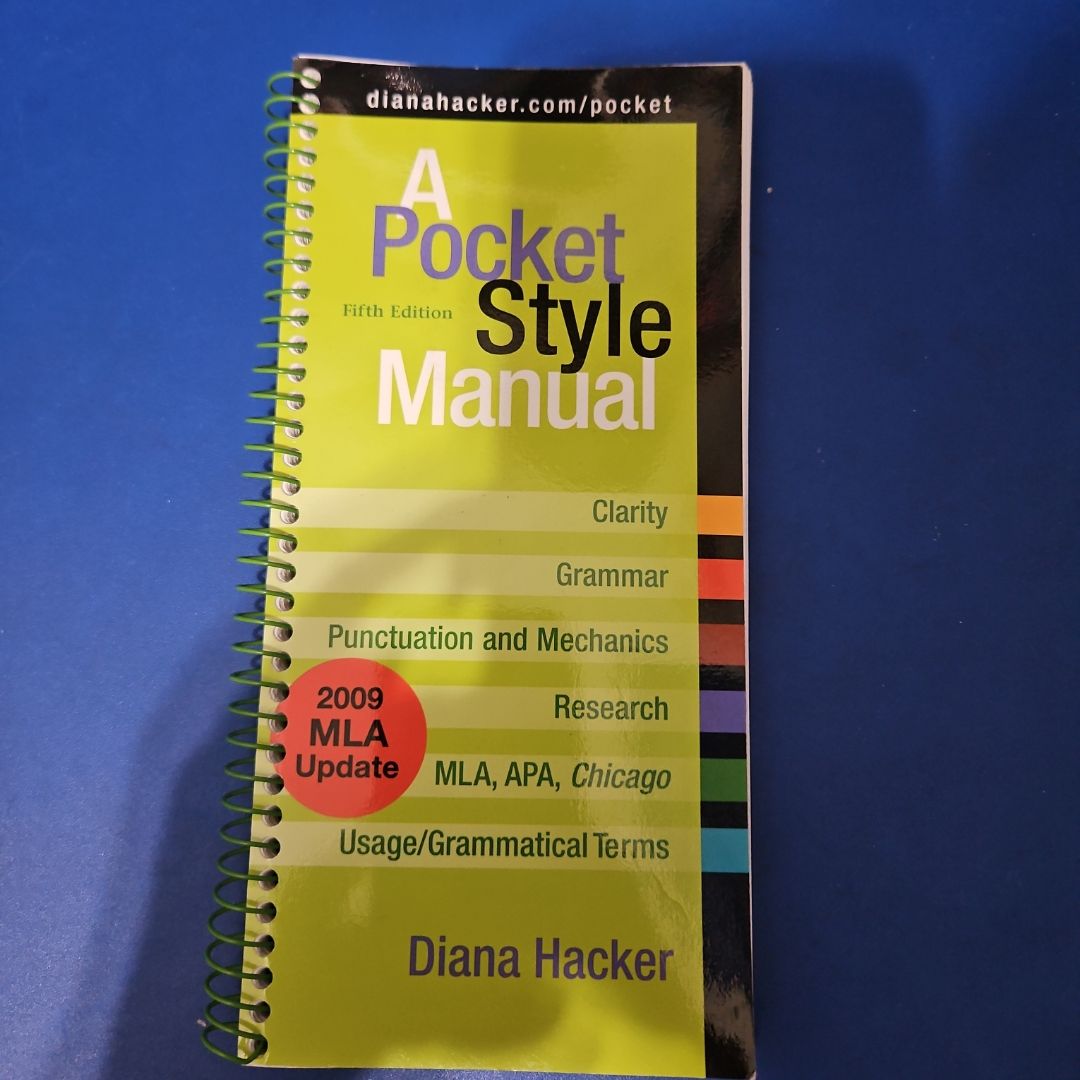 dianahacker.com/pocket
A
Pocket
Fifth Edition
Style
Manual
Clarity
Grammar
Punctuation and Mechanics
Research
2009
MLA
Update
MLA, APA, Chicago
Usage/Grammatical Terms
Diana Hacker